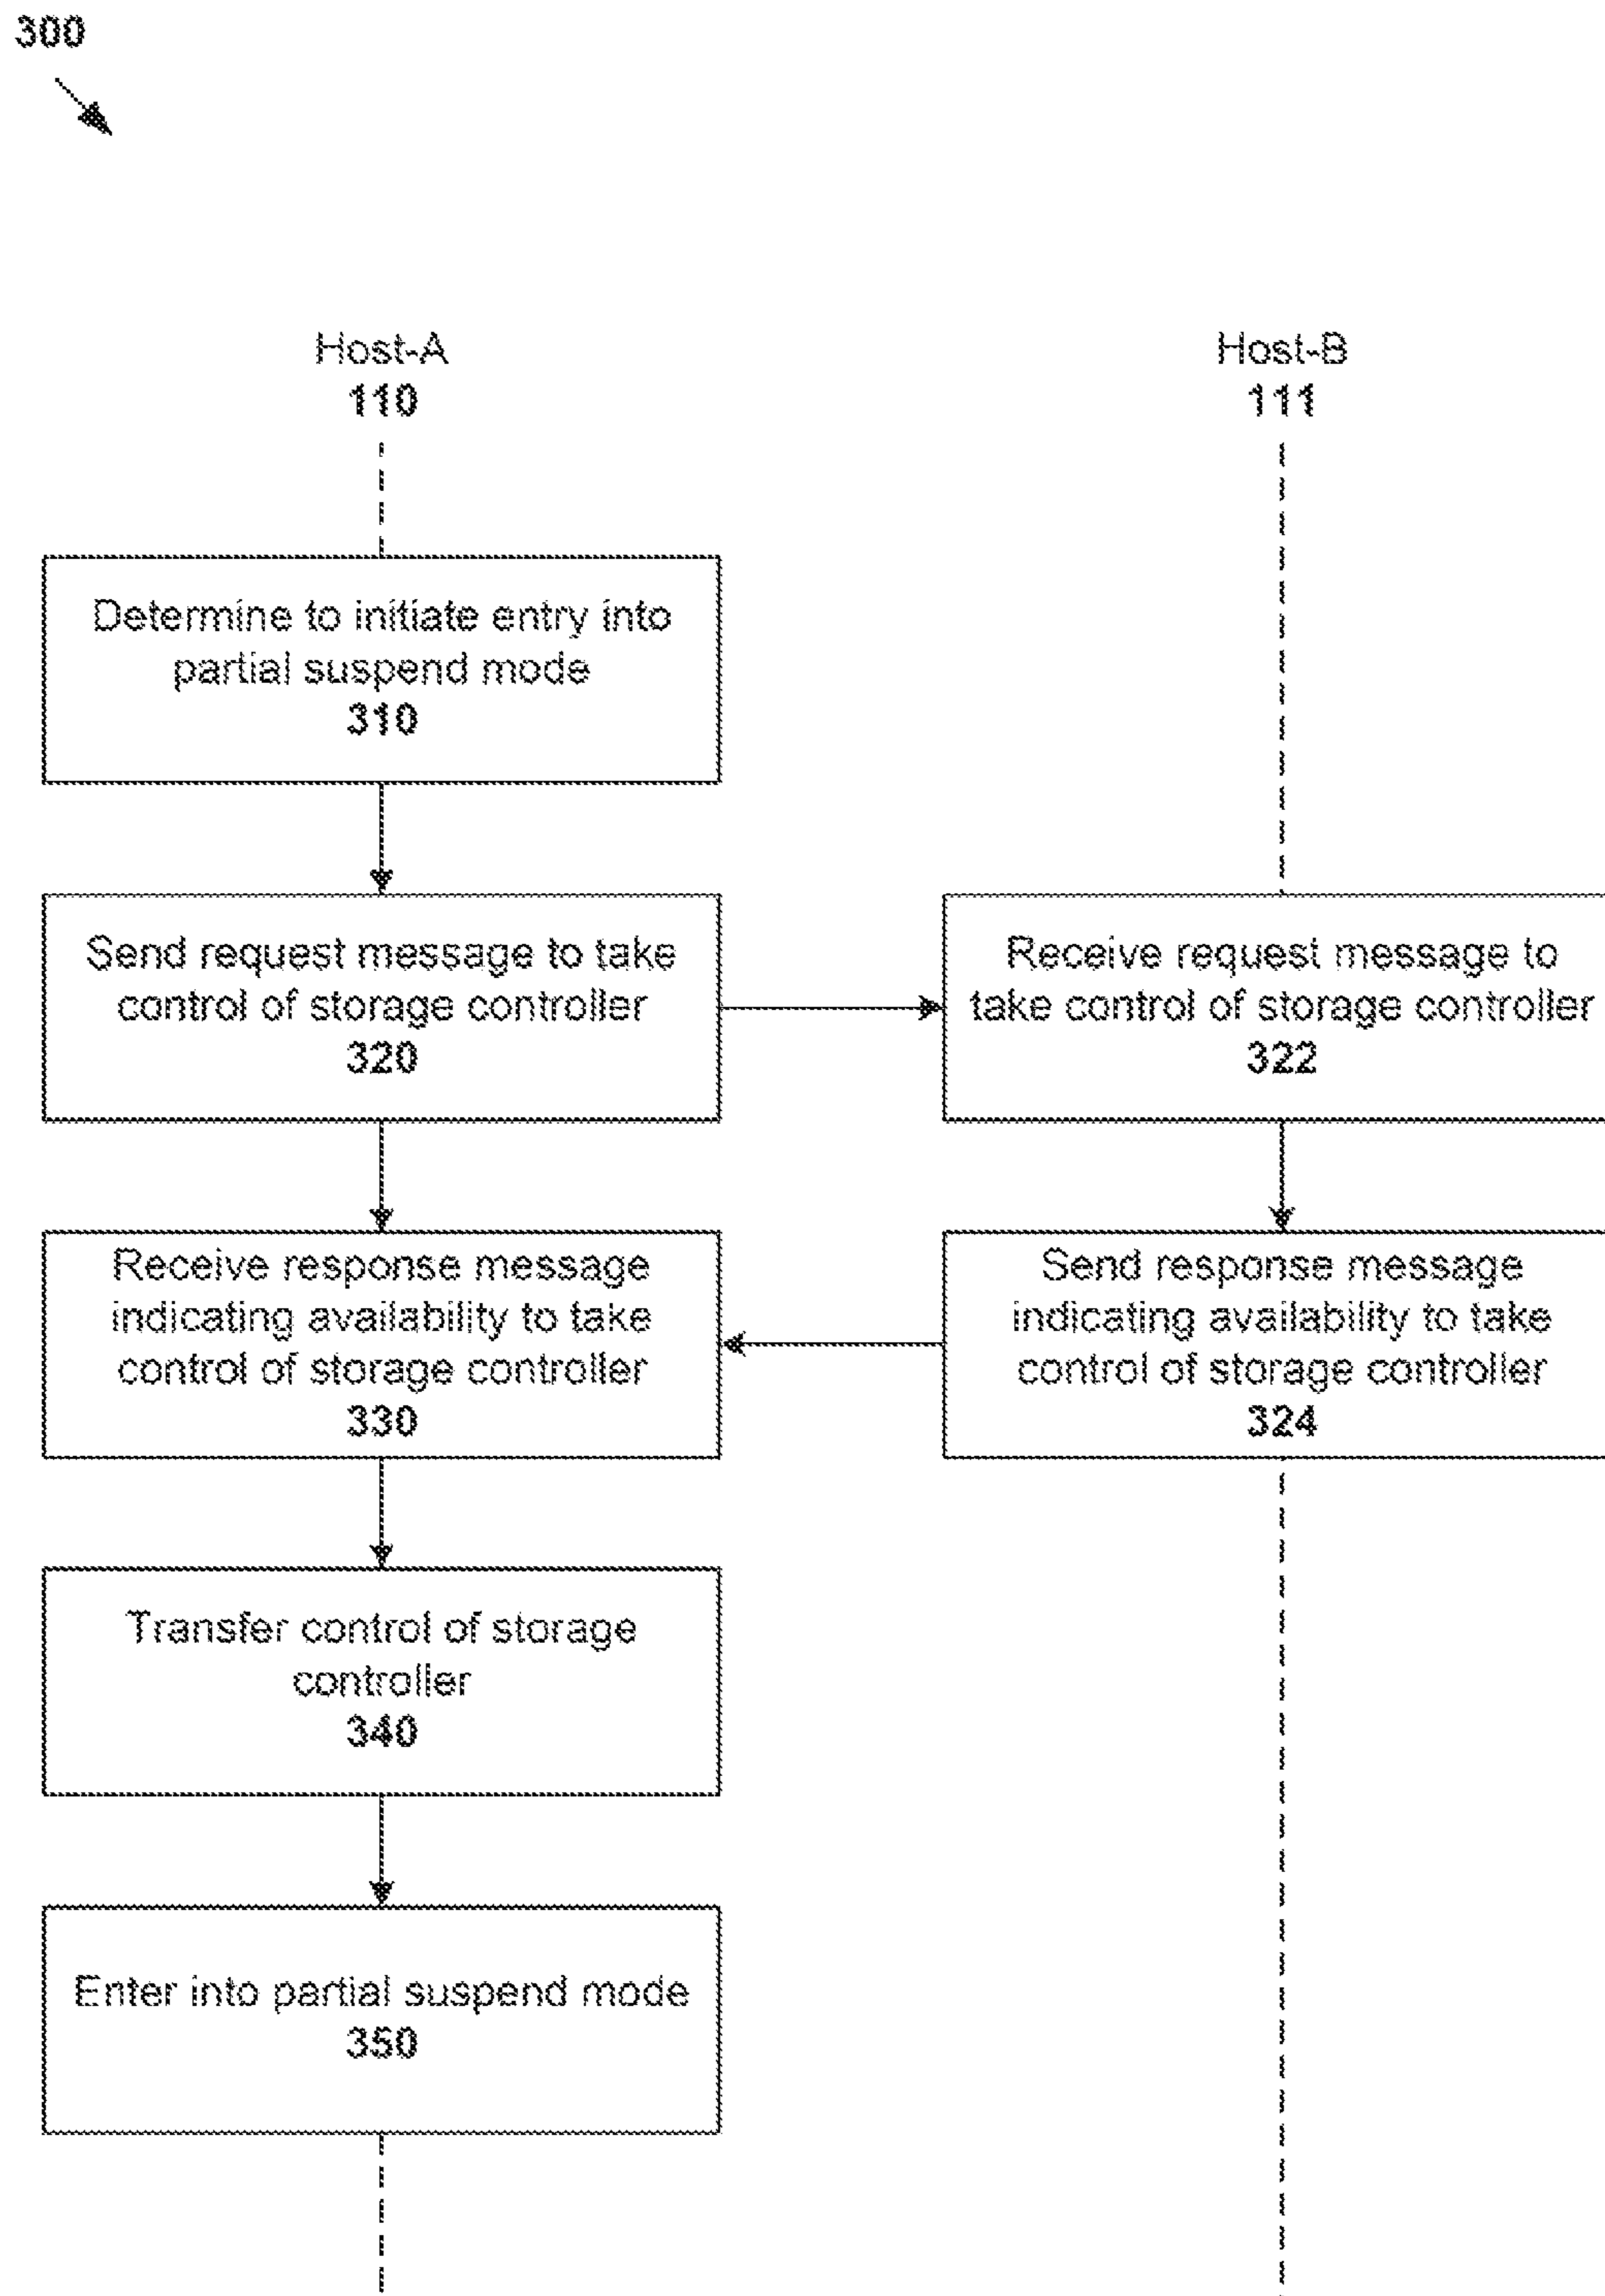 300
Host-A
110
Host-B
111
Determine to initiate entry into
partial suspend mode
310
Send request message to take
control of storage controller
320
Receive request message to
take control of storage controller
322
Receive response message
indicating availability to take
control of storage controller
330
Send response message
indicating availability to take
control of storage controller
324
Transfer control of storage
controller
340
Enter into partial suspend mode
350